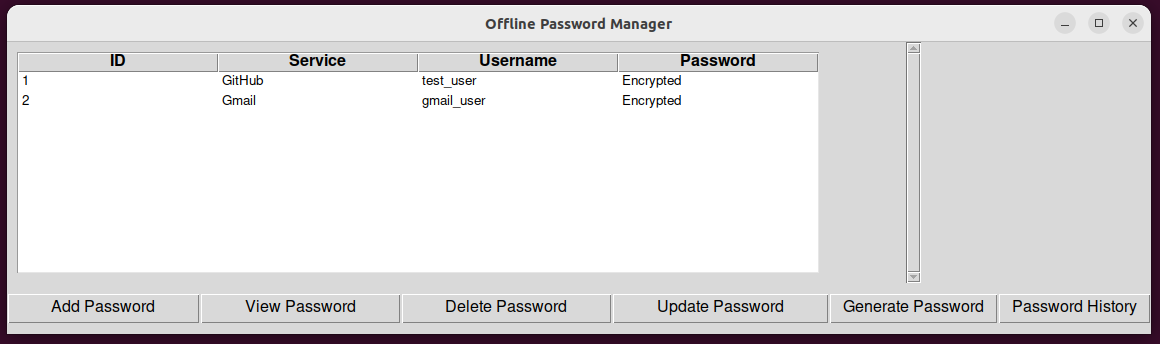 Offline Password Manager
ID Service Username Password
1 GitHub test_user Encrypted
2 Gmail gmail_user Encrypted
Add Password View Password Delete Password Update Password Generate Password Password History